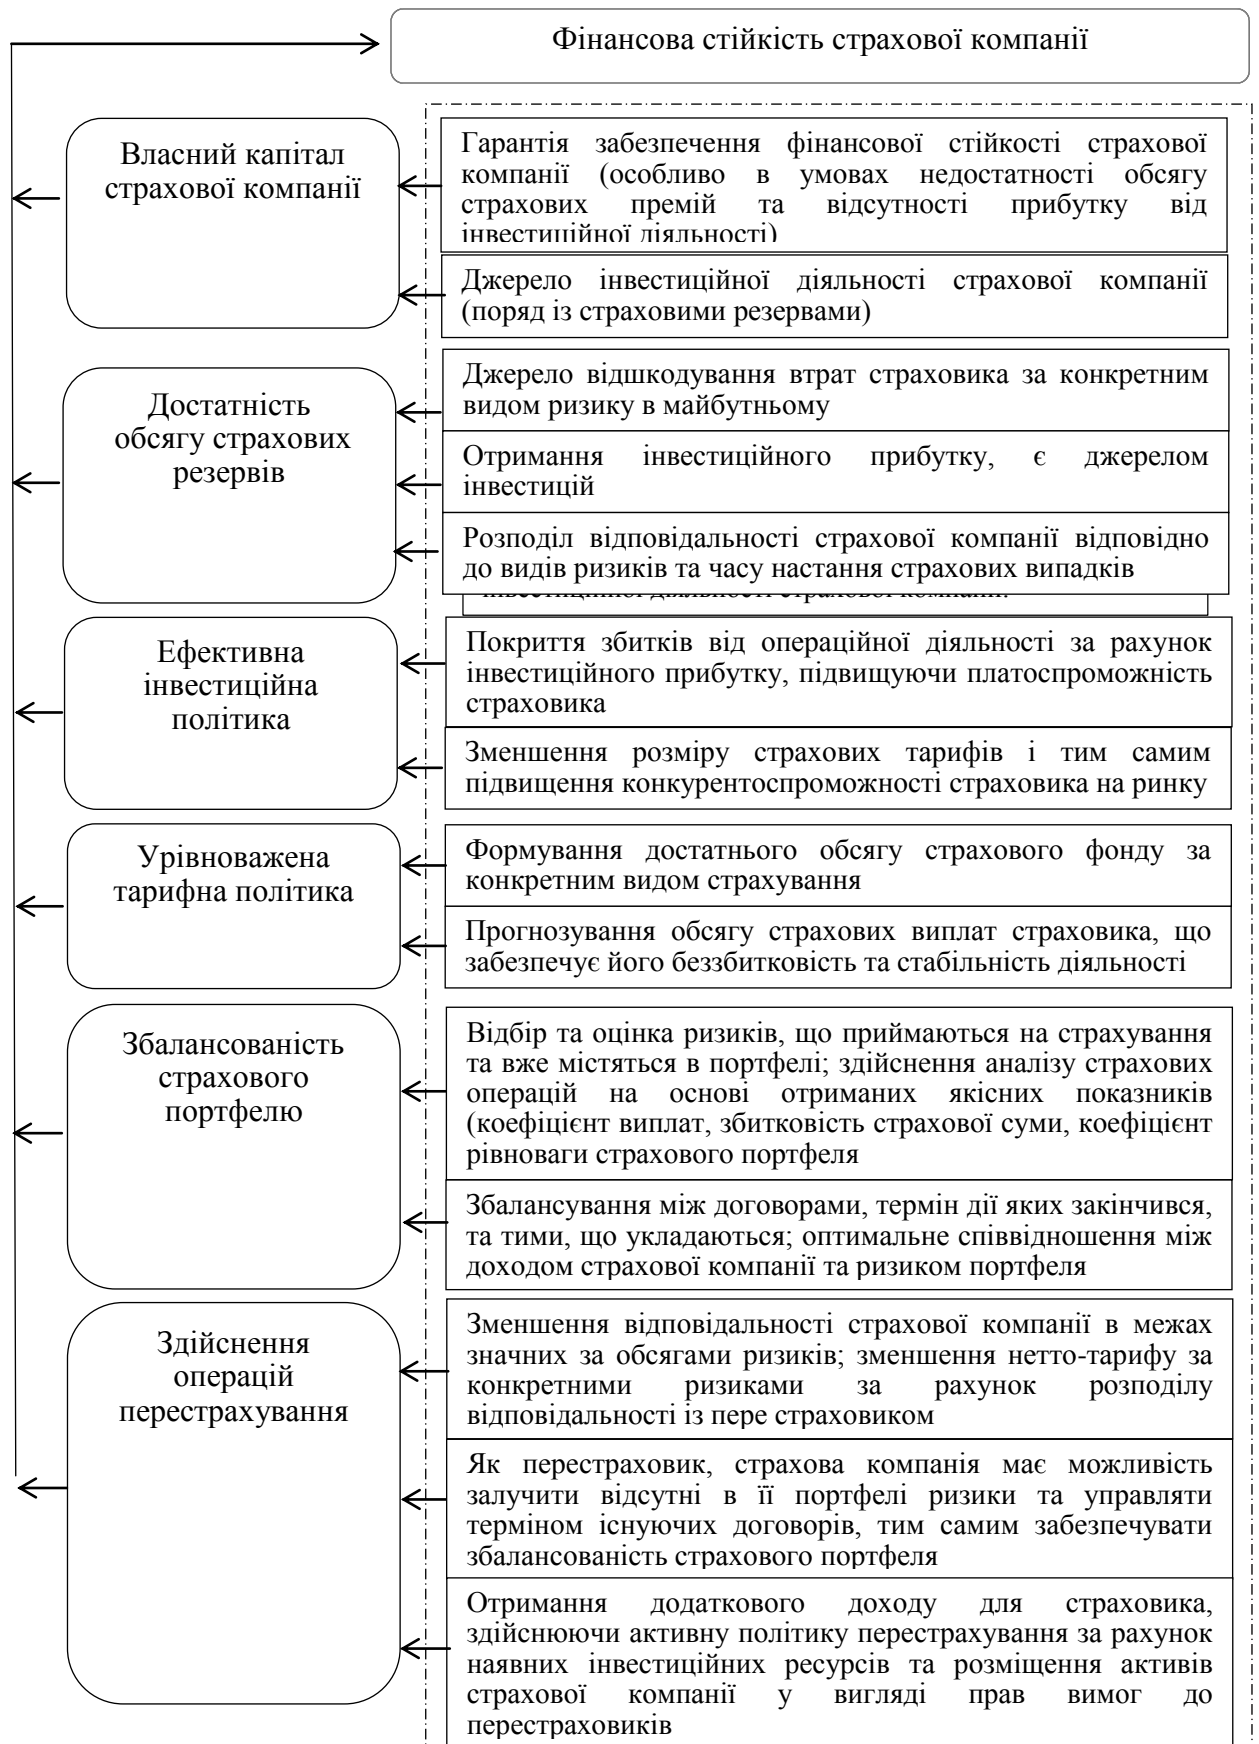 Фінансова стійкість страхової компанії
Власний капітал
страхової компанії
Гарантія забезпечення фінансової стійкості страхової
компанії (особливо в умовах недостатності обсягу
страхових премій та відсутності прибутку від
інвестиційної діяльності)
Джерело інвестиційної діяльності страхової компанії
(поряд із страховими резервами)
Достатність
обсягу страхових
резервів
Джерело відшкодування втрат страховика за конкретним
видом ризику в майбутньому
Отримання інвестиційного прибутку, є джерелом
інвестицій
Розподіл відповідальності страхової компанії відповідно
до видів ризиків та часу настання страхових випадків
Ефективна
інвестиційна
політика
Покриття збитків від операційної діяльності за рахунок
інвестиційного прибутку, підвищуючи платоспроможність
страховика
Зменшення розміру страхових тарифів і тим самим
підвищення конкурентоспроможності страховика на ринку
Урівноважена
тарифна політика
Формування достатнього обсягу страхового фонду за
конкретним видом страхування
Прогнозування обсягу страхових виплат страховика, що
забезпечує його беззбитковість та стабільність діяльності
Збалансованість
страхового
портфелю
Відбір та оцінка ризиків, що приймаються на страхування
та вже містяться в портфелі; здійснення аналізу страхових
операцій на основі отриманих якісних показників
(коефіцієнт виплат, збитковість страхової суми, коефіцієнт
рівноваги страхового портфеля
Збалансування між договорами, термін дії яких закінчився,
та тими, що укладаються; оптимальне співвідношення між
доходом страхової компанії та ризиком портфеля
Здійснення
операцій
перестрахування
Зменшення відповідальності страхової компанії в межах
значних за обсягами ризиків; зменшення нетто-тарифу за
конкретними ризиками за рахунок розподілу
відповідальності із пере страховиком
Як перестраховик, страхова компанія має можливість
залучити відсутні в її портфелі ризики та управляти
терміном існуючих договорів, тим самим забезпечувати
збалансованість страхового портфеля
Отримання додаткового доходу для страховика,
здійснюючи активну політику перестрахування за рахунок
наявних інвестиційних ресурсів та розміщення активів
страхової компанії у вигляді прав вимог до
перестраховиків